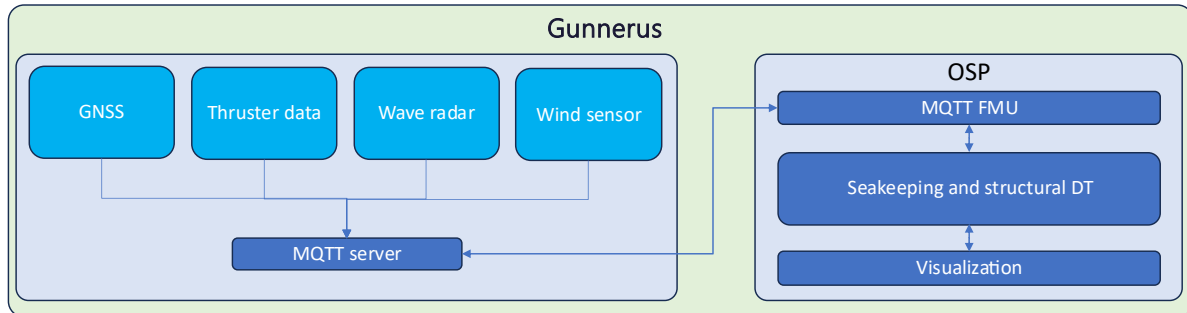 Gunnerus
GNSS
Thruster data
Wave radar
Wind sensor
MQTT server
OSP
MQTT FMU
Seakeeping and structural DT
Visualization